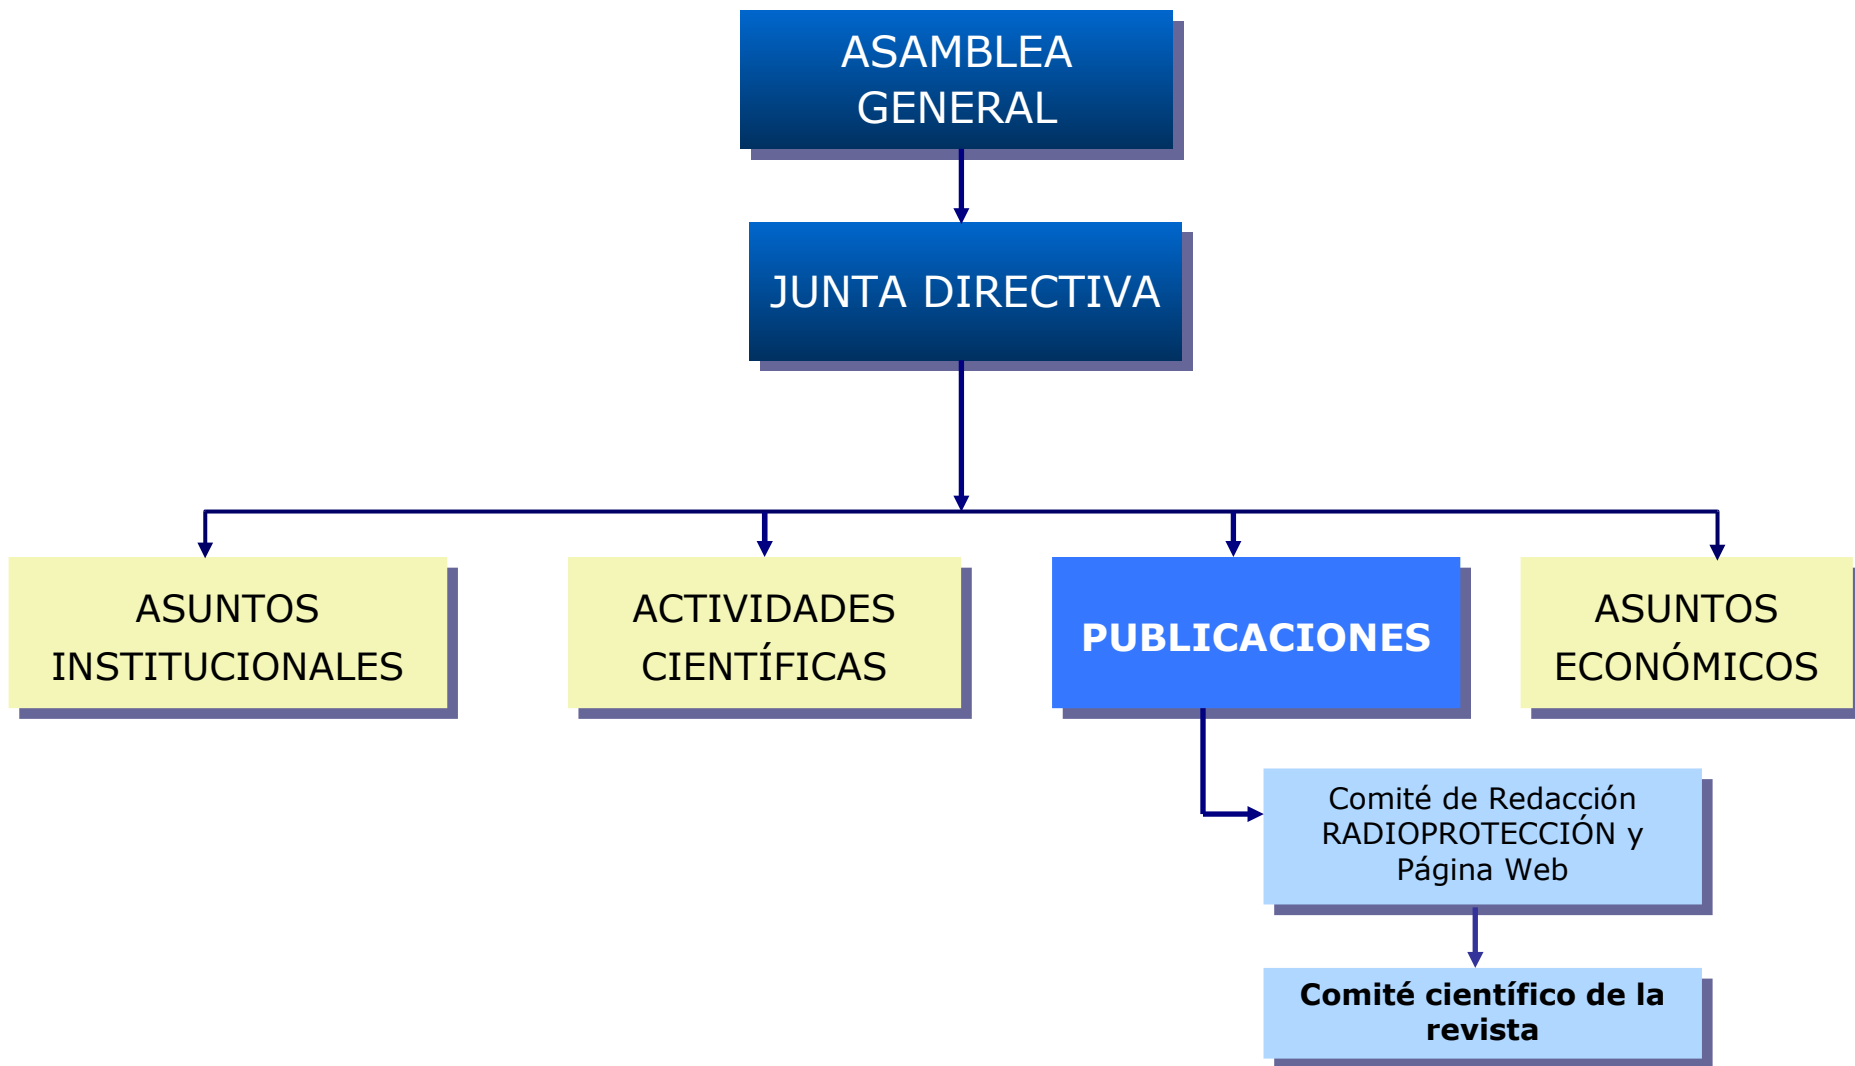 ASAMBLEA
GENERAL
JUNTA DIRECTIVA
ASUNTOS
INSTITUCIONALES
ACTIVIDADES
CIENTÍFICAS
PUBLICACIONES
ASUNTOS
ECONÓMICOS
Comité de Redacción
RADIOPROTECCIÓN y
Página Web
Comité científico de la
revista